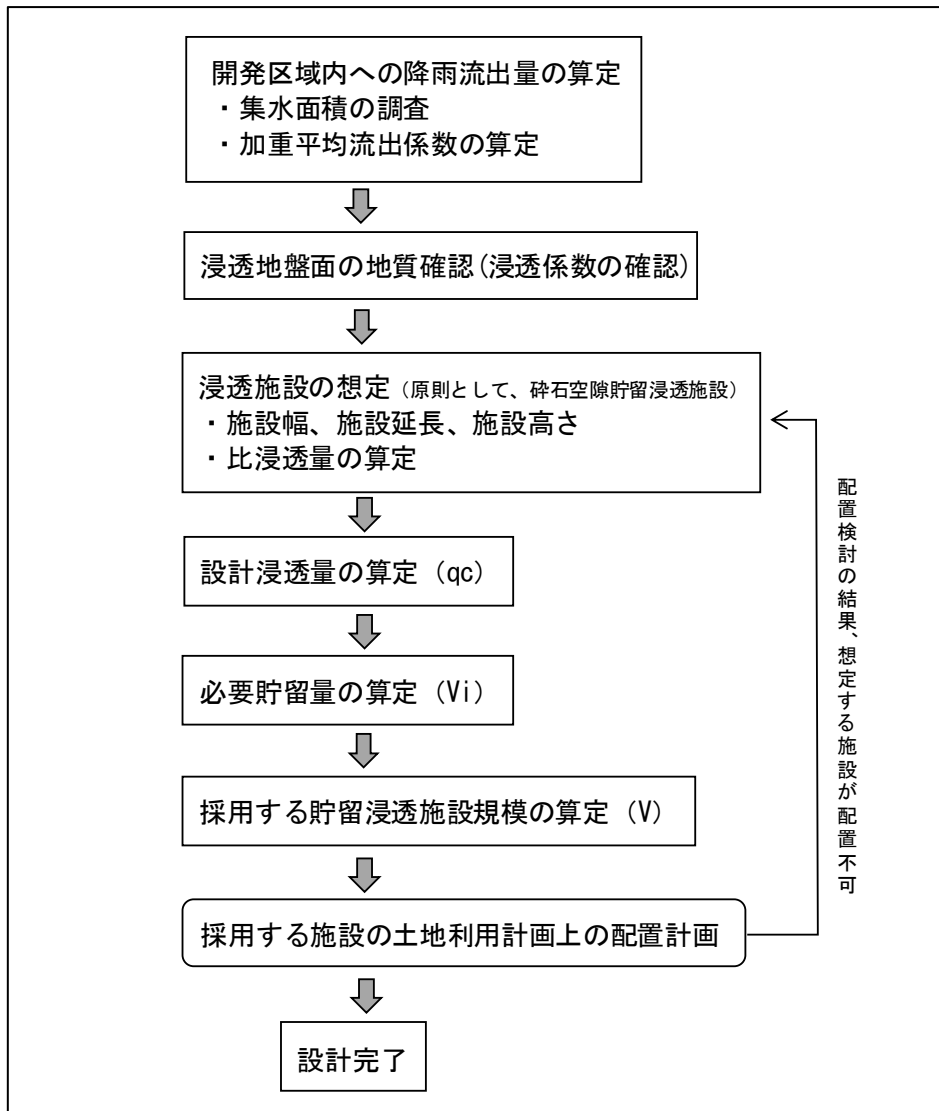 開発区域内への降雨流出量の算定
・集水面積の調査
・加重平均流出係数の算定
浸透地盤面の地質確認(浸透係数の確認)
浸透施設の想定（原則として、砕石空隙貯留浸透施設）
・施設幅、施設延長、施設高さ
・比浸透量の算定
設計浸透量の算定（qc）
必要貯留量の算定（Vi）
採用する貯留浸透施設規模の算定（V）
採用する施設の土地利用計画上の配置計画
設計完了
配置検討の結果、想定する施設が配置不可